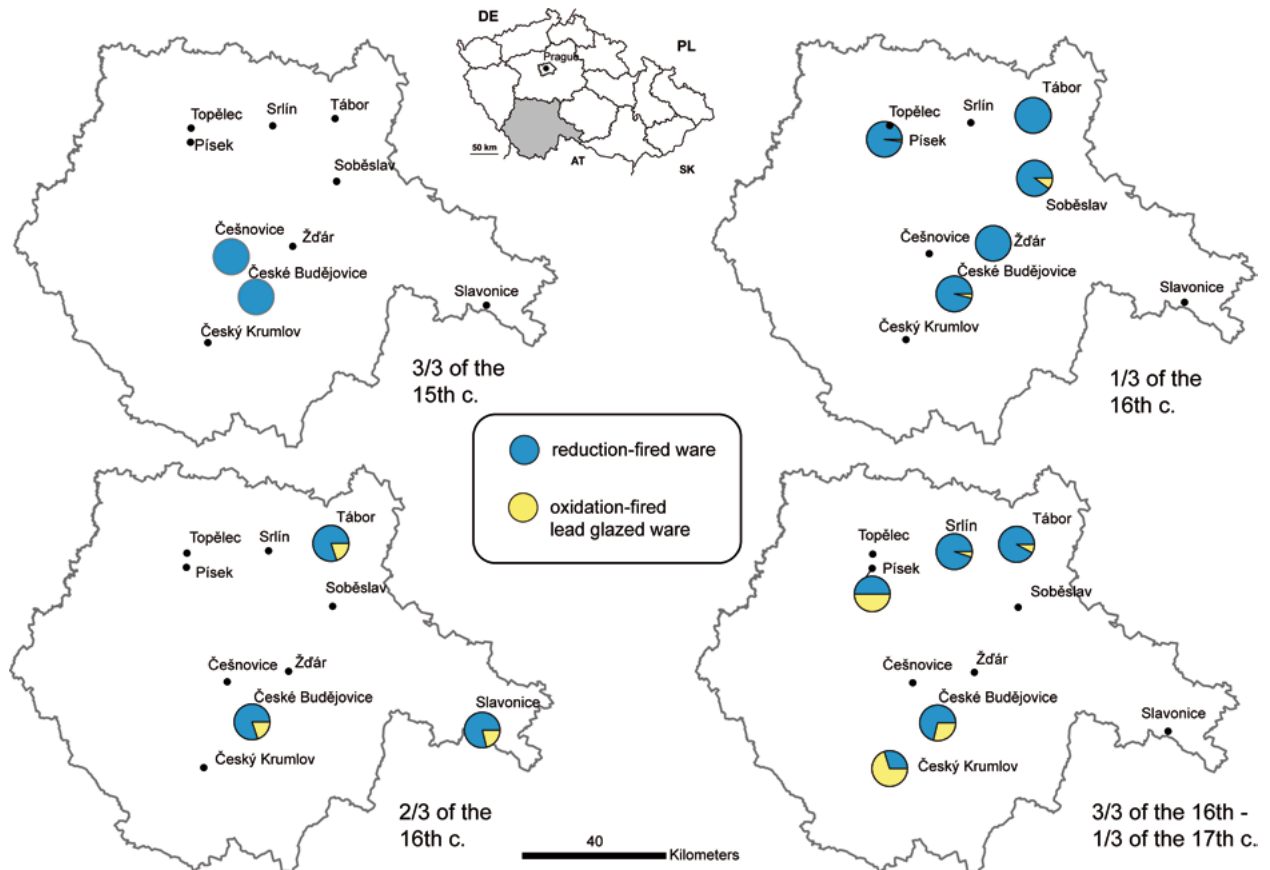 Topělec
Srlín
Tábor
Písek
Soběslav
Češnovice
Žďár
České Budějovice
Slavonice
Český Krumlov
3/3 of the
15th c.
DE
PL
Prague
50 km
AT
SK
Tábor
Topělec
Srlín
Písek
Soběslav
Češnovice
Žďár
České Budějovice
Slavonice
Český Krumlov
1/3 of the
16th c.
reduction-fired ware
oxidation-fired
lead glazed ware
Tábor
Topělec
Srlín
Písek
Soběslav
Češnovice
Žďár
České Budějovice
Slavonice
Český Krumlov
2/3 of the
16th c.
40
Kilometers
Tábor
Srlín
Topělec
Písek
Soběslav
Češnovice
Žďár
České Budějovice
Slavonice
Český Krumlov
3/3 of the 16th -
1/3 of the 17th c.